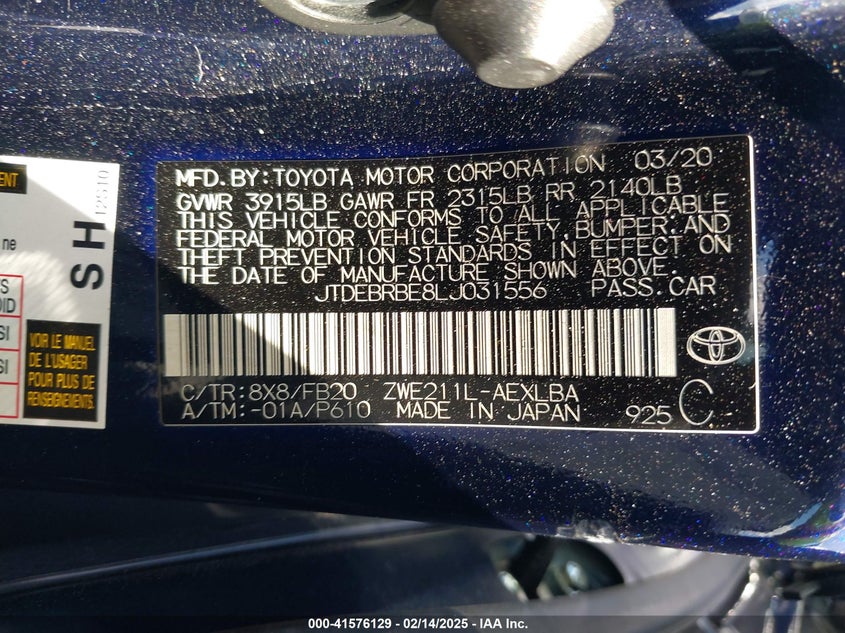 MFD.BY:TOYOTA MOTOR CORPORATION 03/20
GVWR 3915LB GAWR FR 2315LB RR 2140LB
THIS VEHICLE CONFORMS TO ALL APPLICABLE
FEDERAL MOTOR VEHICLE SAFETY,BUMPER,AND
THEFT PREVENTION STANDARDS IN EFFECT ON
THE DATE OF MANUFACTURE SHOWN ABOVE.
JTDEBRBE8LJ031556 PASS.CAR
C/TR:8X8/FB20 ZWE211L-AEXLBA
A/TM:-01A/P610 MADE IN JAPAN 925 C
SH
12S10
ne
VOIR LE MANUEL
DE L'USAGER
POUR PLUS DE
RENSEIGNEMENTS.
000-41576129 - 02/14/2025 - IAA Inc.